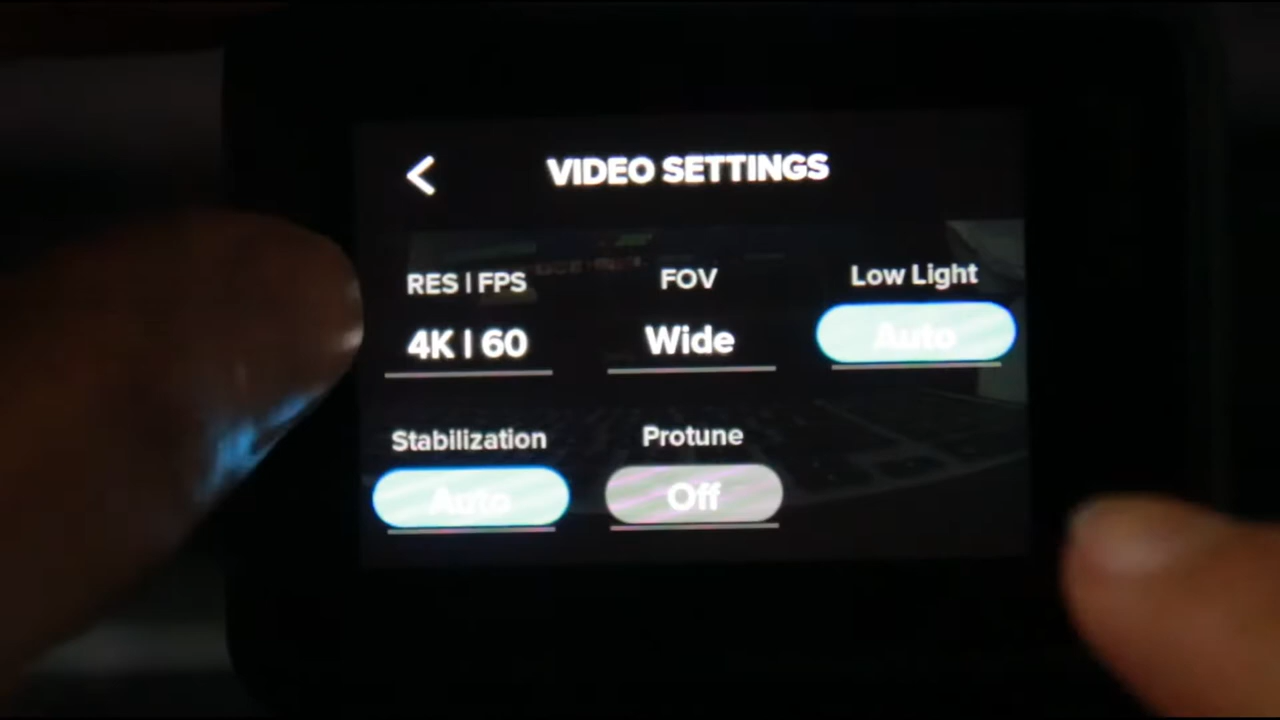 VIDEO SETTINGS
RES | FPS
FOV
Low Light
4K | 60
Wide
Auto
Stabilization
Protune
Auto
Off